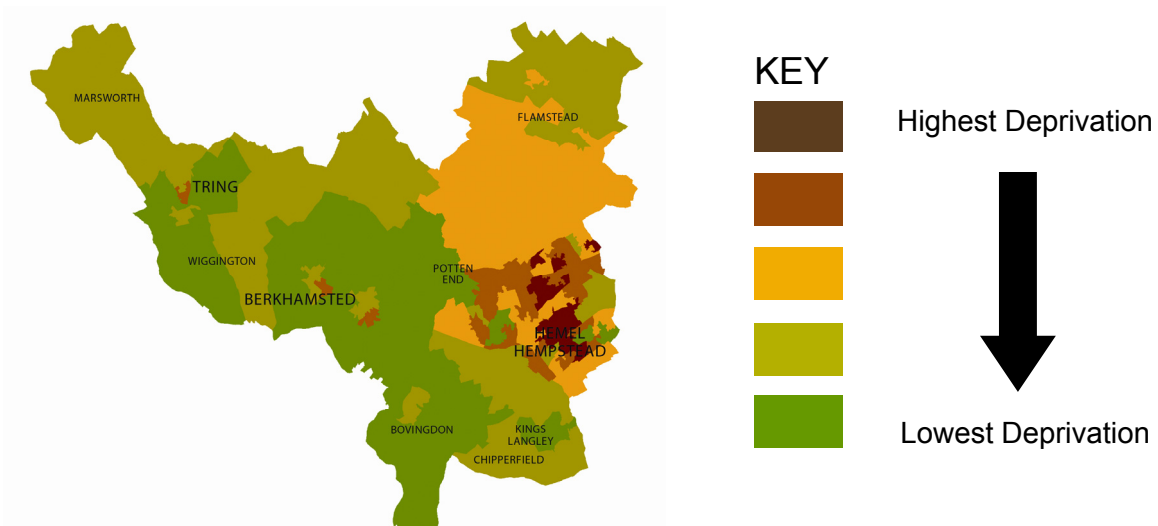 MARSWORTH
FLAMSTEAD
TRING
WIGGINGTON
POTTEN
END
BERKHAMSTED
HEMEL
HEMPSTEAD
BOVINGDON
KINGS
LANGLEY
CHIPPERFIELD
KEY
Highest Deprivation
Lowest Deprivation